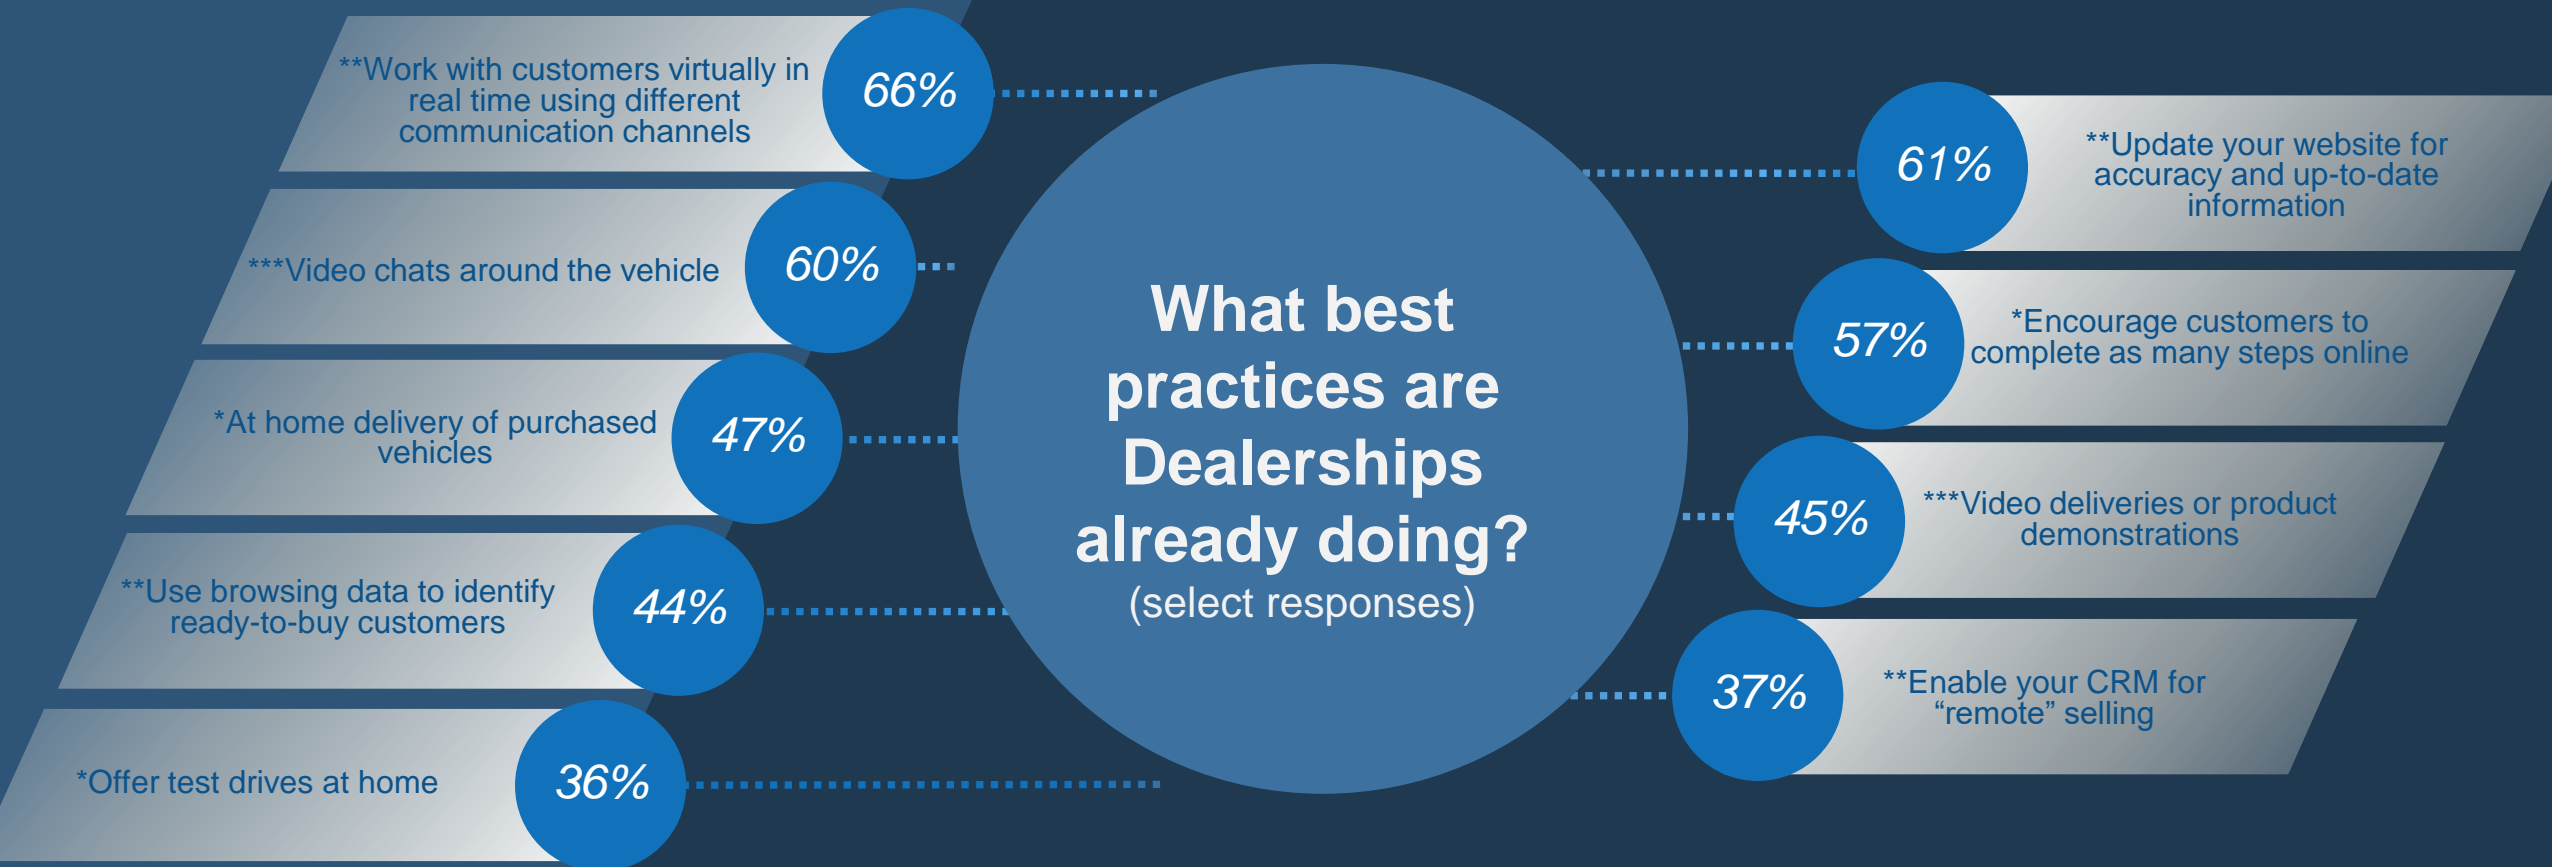 **Work with customers virtually in
real time using different
communication channels
66%
***Video chats around the vehicle
60%
*At home delivery of purchased
vehicles
47%
**Use browsing data to identify
ready-to-buy customers
44%
*Offer test drives at home
36%
What best
practices are
Dealerships
already doing?
(select responses)
61%
**Update your website for
accuracy and up-to-date
information
57%
*Encourage customers to
complete as many steps online
45%
***Video deliveries or product
demonstrations
37%
**Enable your CRM for
“remote” selling